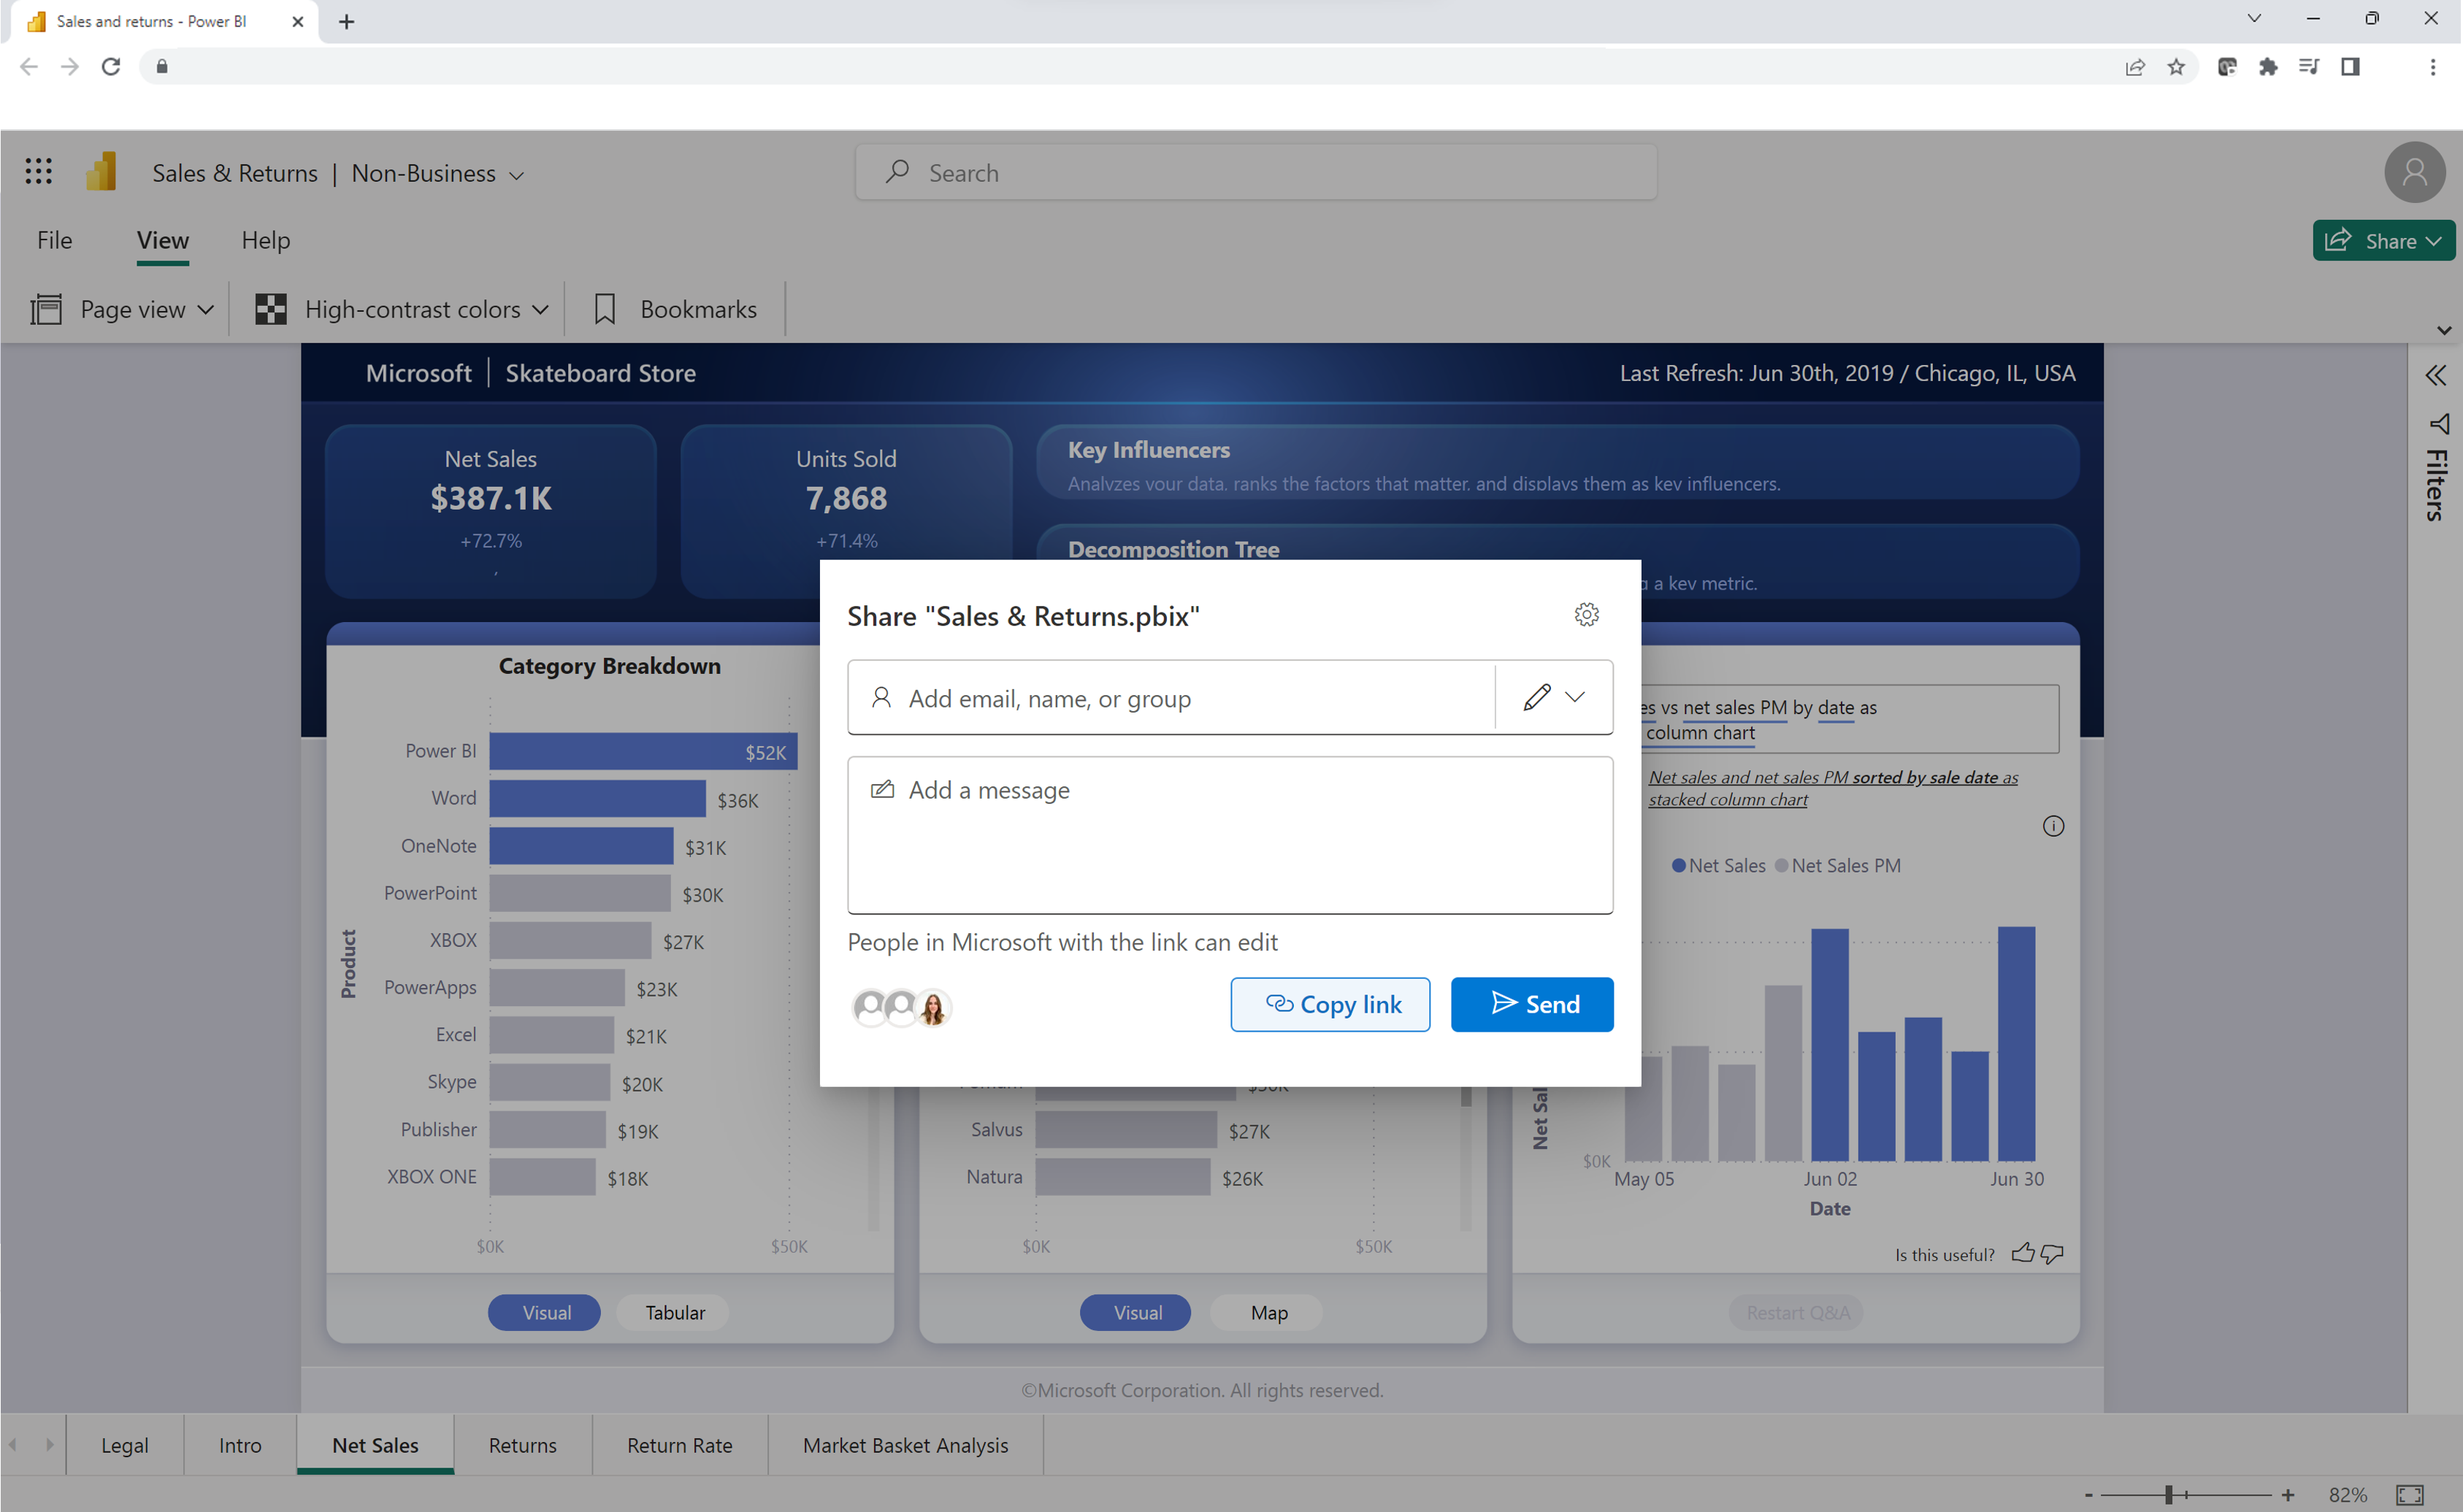 Sales and returns - Power BI
Sales & Returns | Non-Business
Search
File View Help
Share
Page view
High-contrast colors
Bookmarks
Microsoft | Skateboard Store
Last Refresh: Jun 30th, 2019 / Chicago, IL, USA
Net Sales
$387.1K
+72.7%
Units Sold
7,868
+71.4%
Key Influencers
Analyzes your data, ranks the factors that matter, and displays them as key influencers.
Decomposition Tree
a key metric.
Filters
Share "Sales & Returns.pbix"
Add email, name, or group
Add a message
People in Microsoft with the link can edit
Copy link
Send
Category Breakdown
Product
Power BI $52K
Word $36K
OneNote $31K
PowerPoint $30K
XBOX $27K
PowerApps $23K
Excel $21K
Skype $20K
Publisher $19K
XBOX ONE $18K
$0K $50K
Visual Tabular
Salvus $27K
Natura $26K
$0K $50K
Visual Map
vs net sales PM by date as
column chart
Net sales and net sales PM sorted by sale date as
stacked column chart
Net Sales Net Sales PM
Net Sal
$0K
May 05 Jun 02 Jun 30
Date
Is this useful?
Restart Q&A
©Microsoft Corporation. All rights reserved.
Legal Intro Net Sales Returns Return Rate Market Basket Analysis
- + 82%